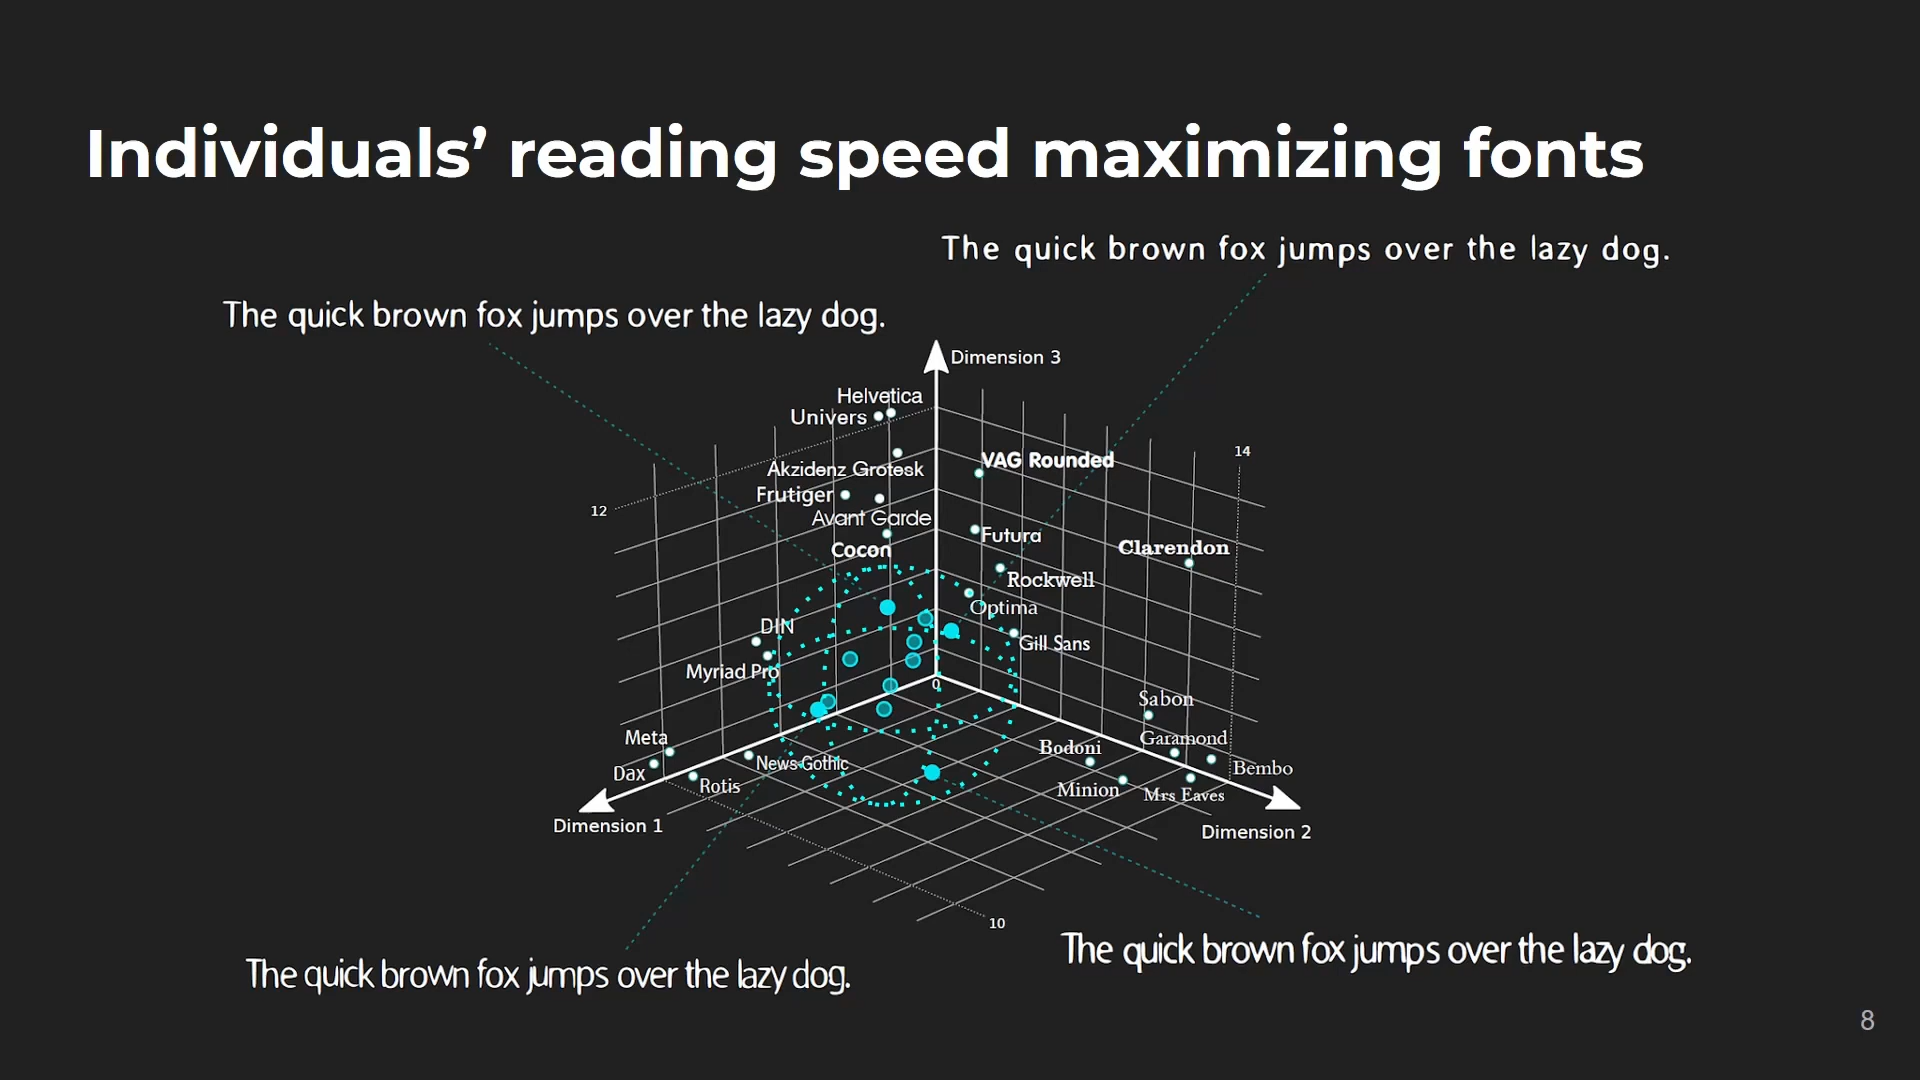 Individuals’ reading speed maximizing fonts
The quick brown fox jumps over the lazy dog.
The quick brown fox jumps over the lazy dog.
Dimension 3
Helvetica
Univers
14
VAG Rounded
Akzidenz Grotesk
Frutiger
12
Avant Garde
Futura
Cocon
Clarendon
Rockwell
Optima
DIN
Gill Sans
Myriad Pro
0
Sabon
Meta
Garamond
Bodoni
News Gothic
Bembo
Dax
Rotis
Minion
Mrs Eaves
Dimension 1
Dimension 2
10
The quick brown fox jumps over the lazy dog.
The quick brown fox jumps over the lazy dog.
8